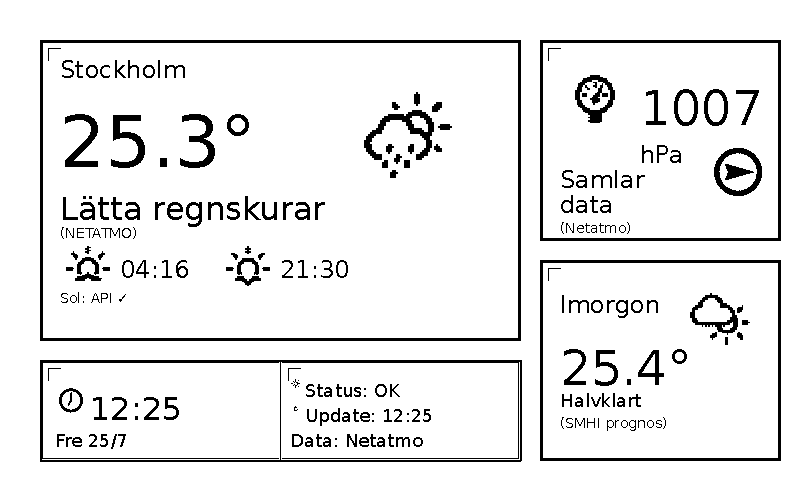 Stockholm
25.3°
Lätta regnskurar
(NETATMO)
04:16 21:30
Sol: API ✓
1007
hPa
Samlar
data
(Netatmo)
Imorgon
25.4°
Halvklart
(SMHI prognos)
12:25
Fre 25/7
Status: OK
Update: 12:25
Data: Netatmo